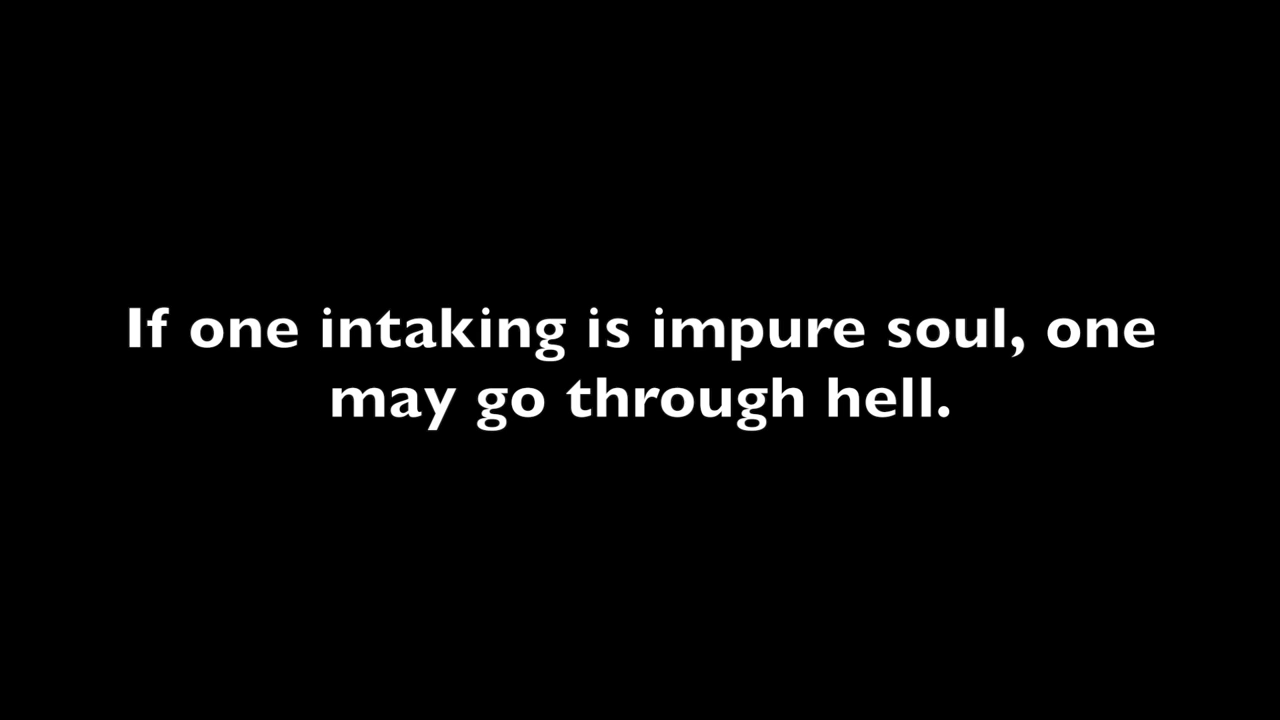 If one intaking is impure soul, one
may go through hell.